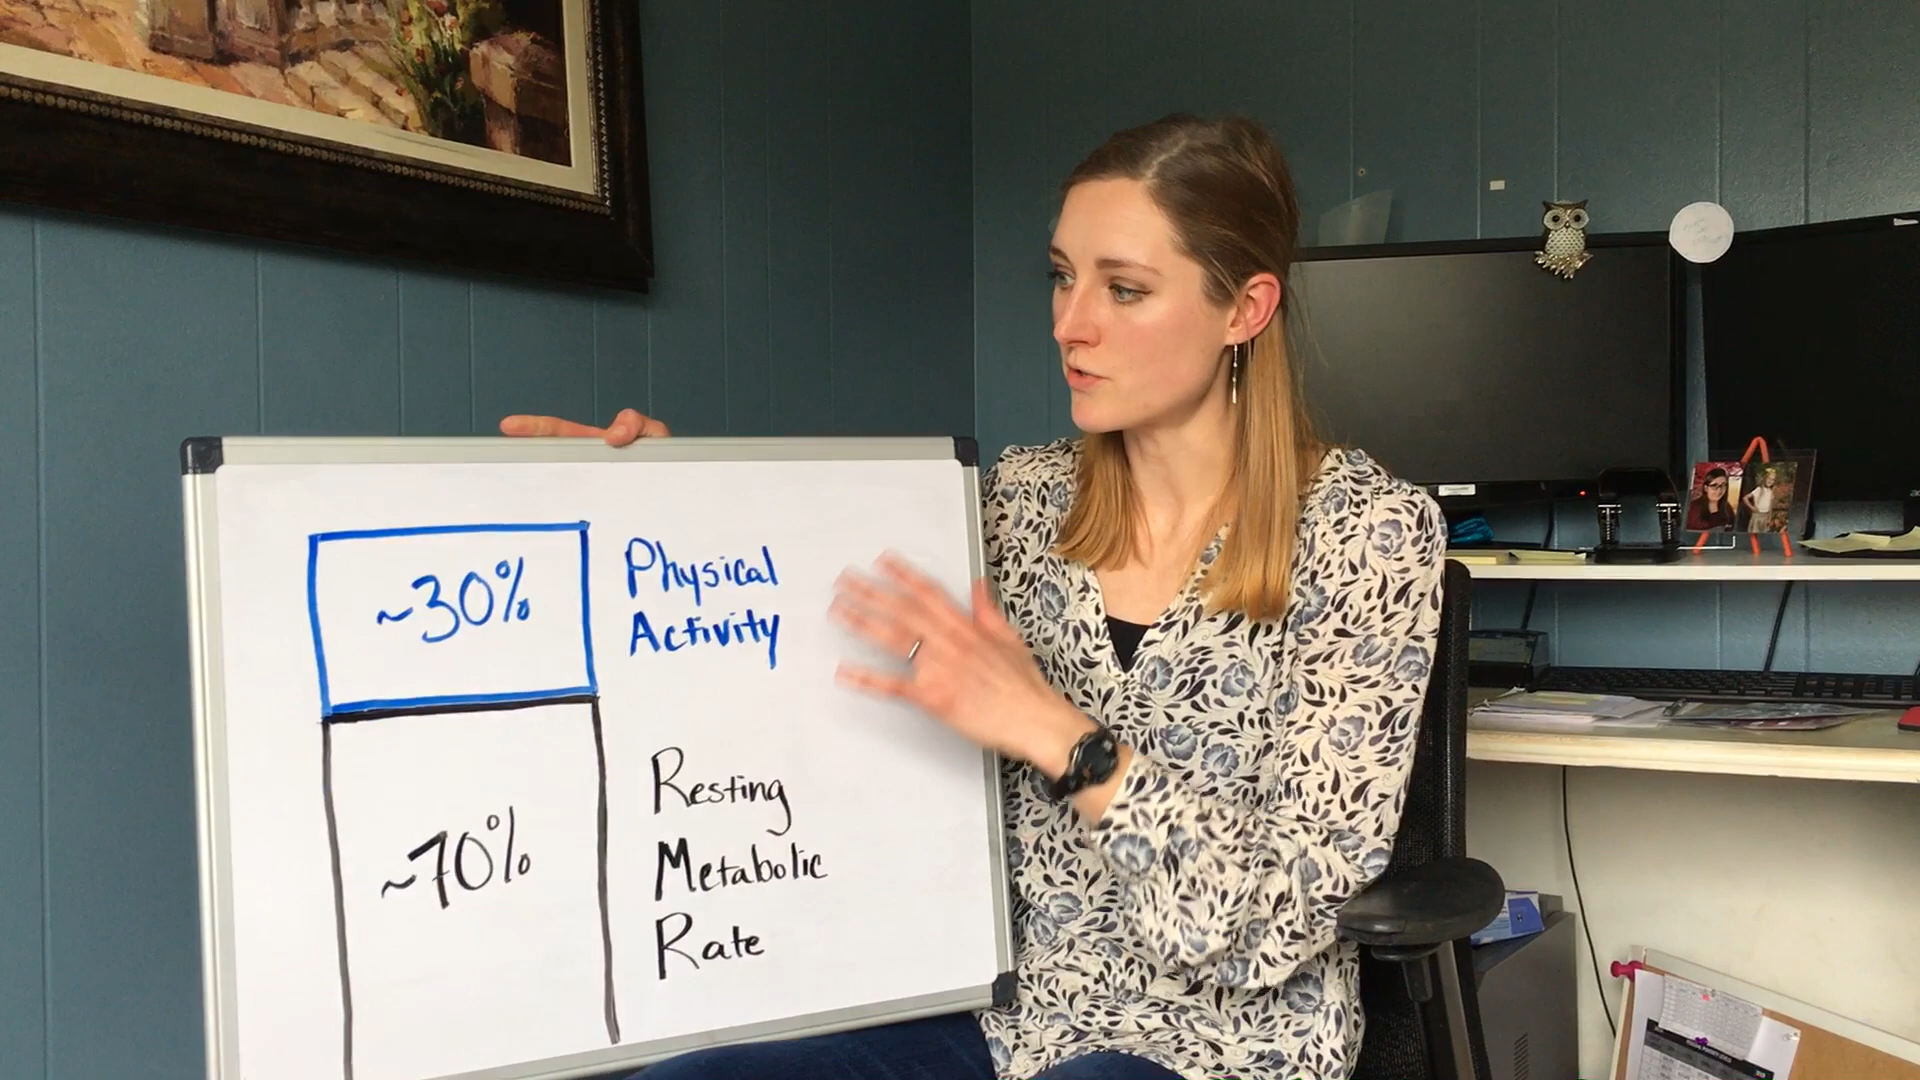 ~30%
Physical
Activity
~70%
Resting
Metabolic
Rate